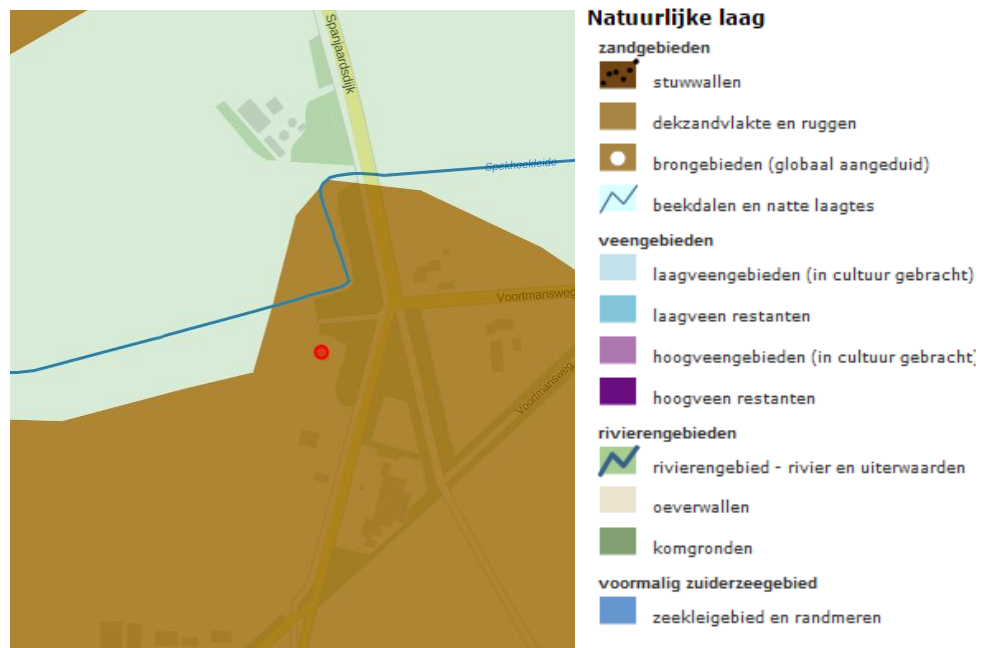 Spanjaardsdijk
Spekhoekleide
Voortmansweg
Voortmansweg
Natuurlijke laag
zandgebieden
stuwwallen
dekzandvlakte en ruggen
brongebieden (globaal aangeduid)
beekdalen en natte laagtes
veengebieden
laagveengebieden (in cultuur gebracht)
laagveen restanten
hoogveengebieden (in cultuur gebracht)
hoogveen restanten
rivierengebieden
rivierengebied - rivier en uiterwaarden
oeverwallen
komgronden
voormalig zuiderzeegebied
zeekleigebied en randmeren